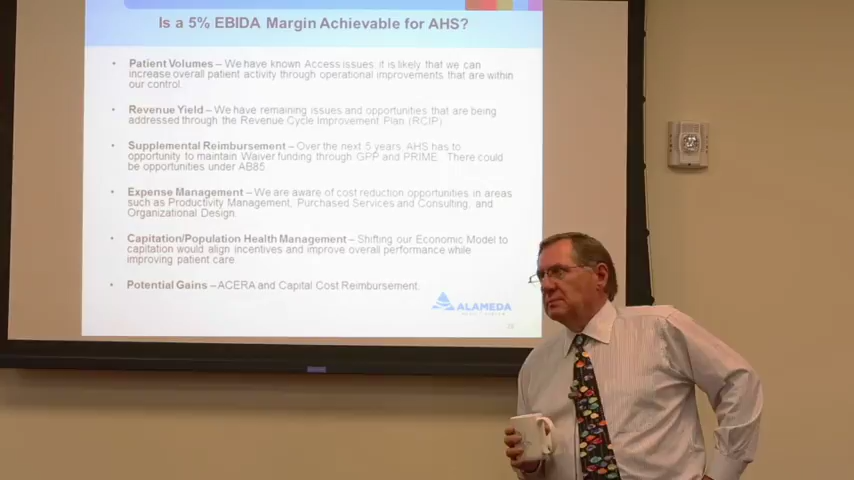 Is a 5% EBIDA Margin Achievable for AHS?
• Patient Volumes – We have known Access issues; it is likely that we can
increase overall patient activity through operational improvements that are within
our control.
• Revenue Yield – We have remaining issues and opportunities that are being
addressed through the Revenue Cycle Improvement Plan (RCIP)
• Supplemental Reimbursement – Over the next 5 years, AHS has to
opportunity to maintain Waiver funding through GPP and PRIME. There could
be opportunities under AB85.
• Expense Management – We are aware of cost reduction opportunities in areas
such as Productivity Management, Purchased Services and Consulting, and
Organizational Design.
• Capitation/Population Health Management – Shifting our Economic Model to
capitation would align incentives and improve overall performance while
improving patient care.
• Potential Gains – ACERA and Capital Cost Reimbursement.
ALAMEDA